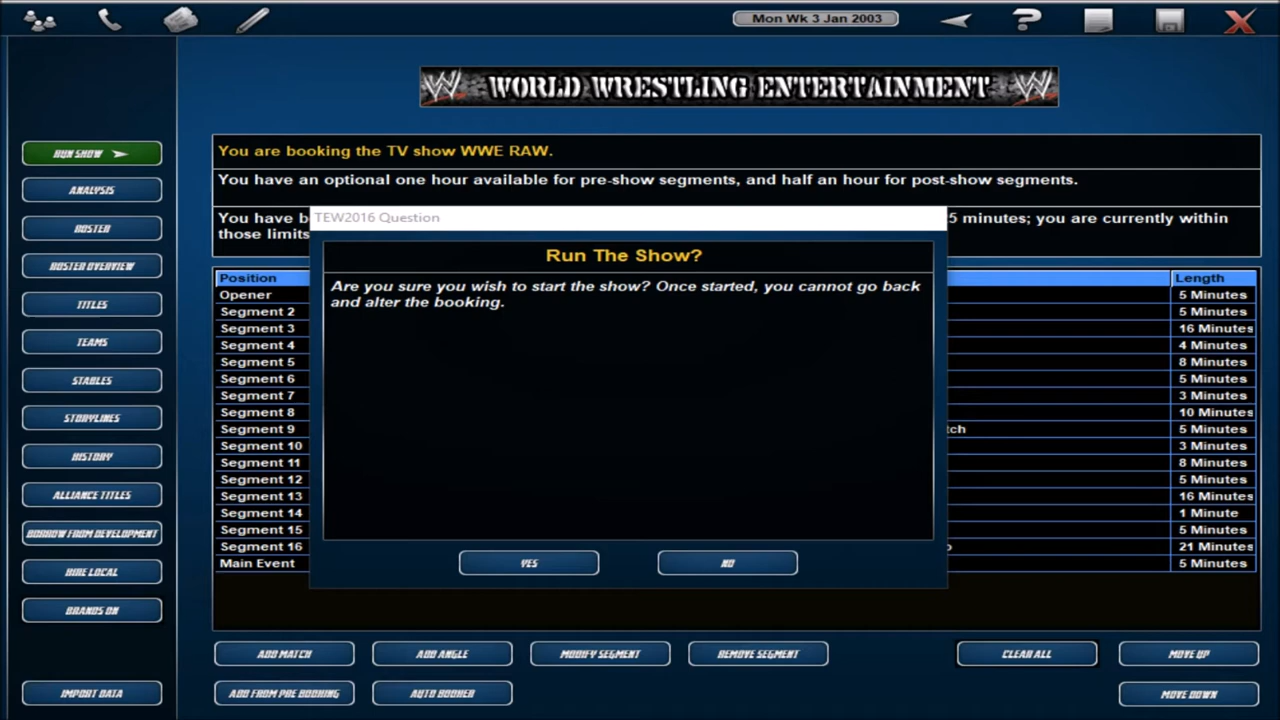 Mon Wk 3 Jan 2003
WORLD WRESTLING ENTERTAINMENT
RUN SHOW
ANALYSIS
ROSTER
ROSTER OVERVIEW
TITLES
TEAMS
STABLES
STORYLINES
HISTORY
ALLIANCE TITLES
BORROW FROM DEVELOPMENT
HIRE LOCAL
BRANDS ON
IMPORT DATA
You are booking the TV show WWE RAW.
You have an optional one hour available for pre-show segments, and half an hour for post-show segments.
You have b
5 minutes; you are currently within
those limits
TEW2016 Question
Run The Show?
Are you sure you wish to start the show? Once started, you cannot go back
and alter the booking.
YES
NO
Position Length
Opener 5 Minutes
Segment 2 5 Minutes
Segment 3 16 Minutes
Segment 4 4 Minutes
Segment 5 8 Minutes
Segment 6 5 Minutes
Segment 7 3 Minutes
Segment 8 10 Minutes
Segment 9 tch 5 Minutes
Segment 10 3 Minutes
Segment 11 8 Minutes
Segment 12 5 Minutes
Segment 13 16 Minutes
Segment 14 1 Minute
Segment 15 5 Minutes
Segment 16 o 21 Minutes
Main Event 5 Minutes
ADD MATCH
ADD ANGLE
MODIFY SEGMENT
REMOVE SEGMENT
CLEAR ALL
MOVE UP
ADD FROM PRE BOOKING
AUTO BOOKER
MOVE DOWN